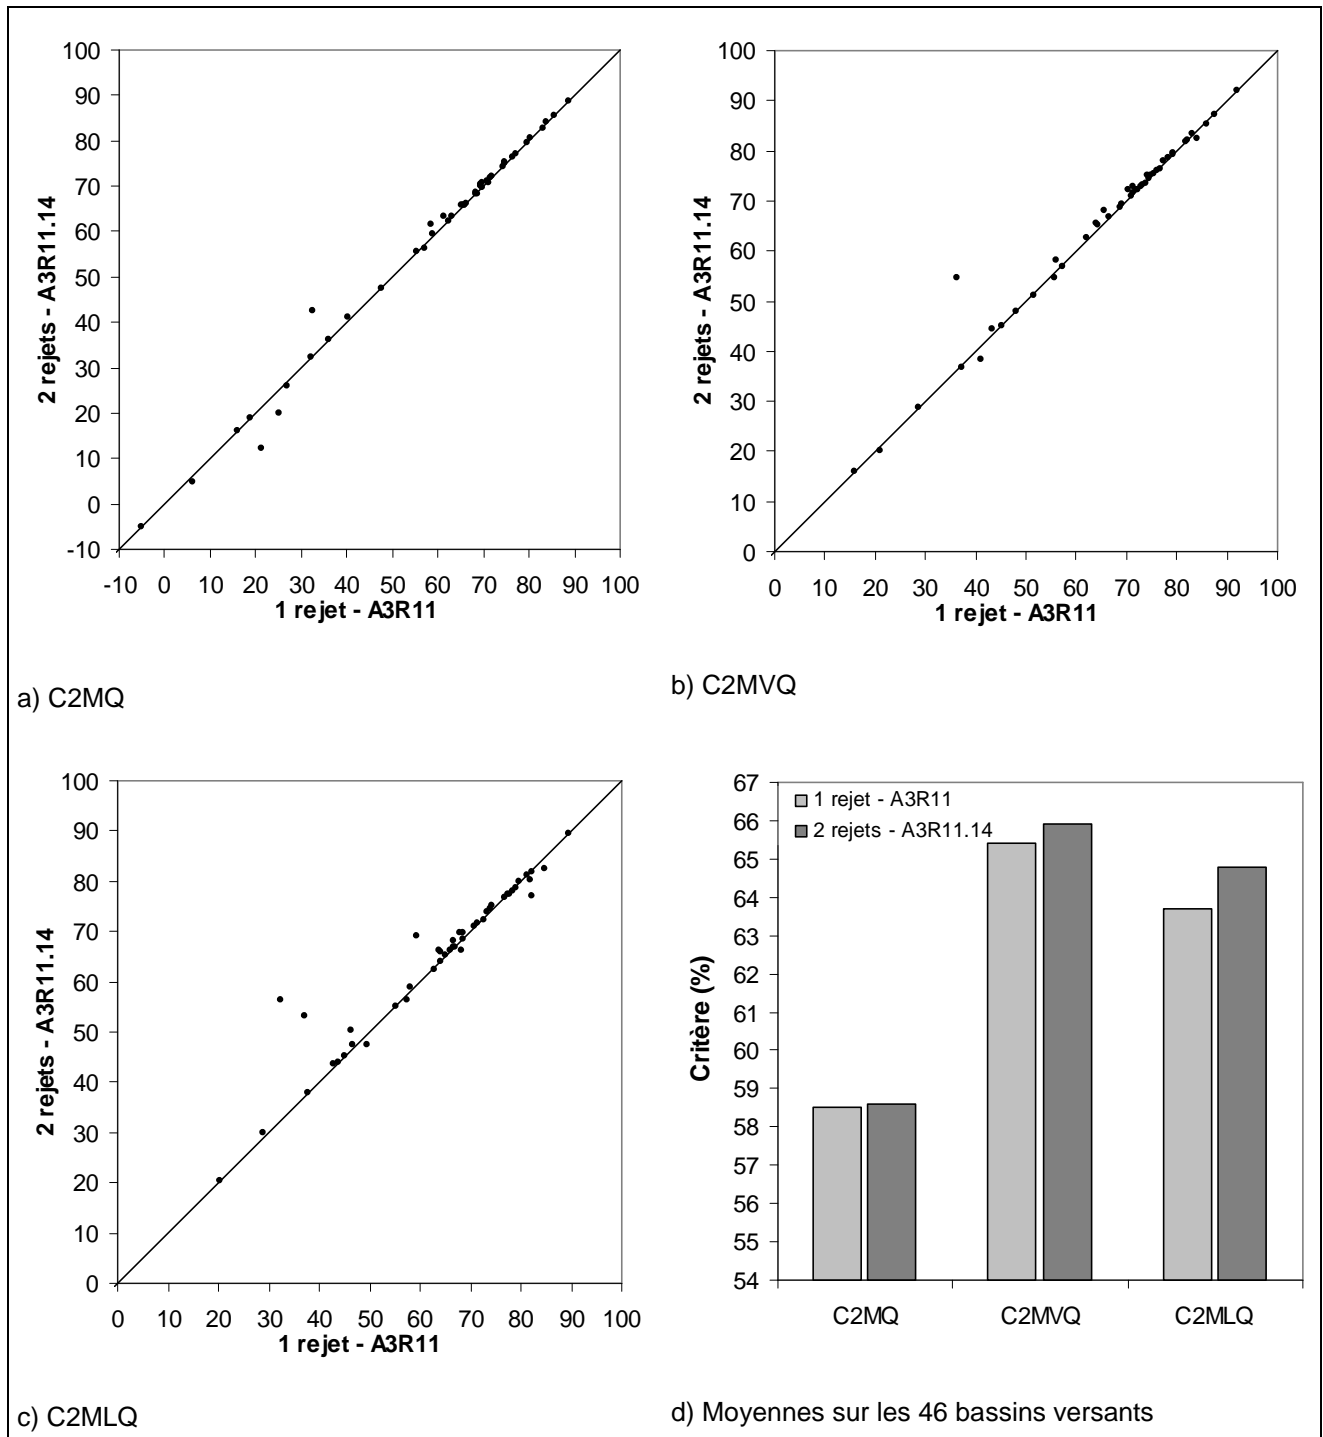 100
90
80
70
60
50
40
30
20
10
0
-10
-10 0 10 20 30 40 50 60 70 80 90 100
2 rejets - A3R11.14
1 rejet - A3R11
a) C2MQ
100
90
80
70
60
50
40
30
20
10
0
0 10 20 30 40 50 60 70 80 90 100
2 rejets - A3R11.14
1 rejet - A3R11
b) C2MVQ
100
90
80
70
60
50
40
30
20
10
0
0 10 20 30 40 50 60 70 80 90 100
2 rejets - A3R11.14
1 rejet - A3R11
c) C2MLQ
67
66
65
64
63
62
61
60
59
58
57
56
55
54
Critère (%)
1 rejet - A3R11
2 rejets - A3R11.14
C2MQ C2MVQ C2MLQ
d) Moyennes sur les 46 bassins versants